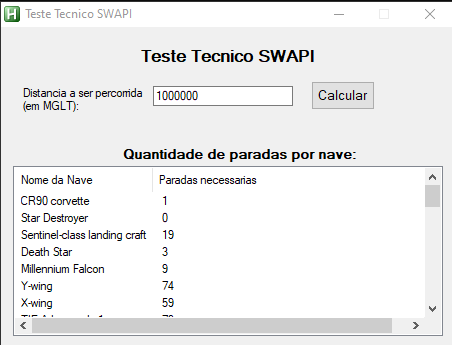 Teste Tecnico SWAPI
Teste Tecnico SWAPI
Distancia a ser percorrida
(em MGLT):
1000000
Calcular
Quantidade de paradas por nave:
Nome da Nave Paradas necessarias
CR90 corvette 1
Star Destroyer 0
Sentinel-class landing craft 19
Death Star 3
Millennium Falcon 9
Y-wing 74
X-wing 59